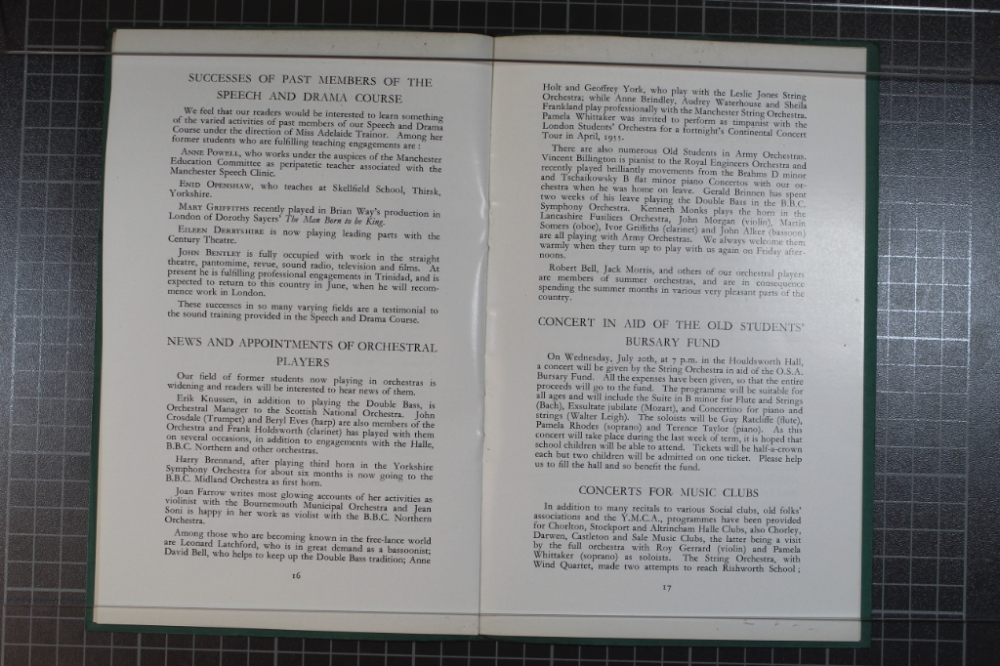 SUCCESSES OF PAST MEMBERS OF THE
SPEECH AND DRAMA COURSE
We feel that our readers would be interested to learn something
of the varied activities of past members of our Speech and Drama
Course under the direction of Miss Adelaide Trainor. Among her
former students who are fulfilling teaching engagements are :
ANNE POWELL, who works under the auspices of the Manchester
Education Committee as peripatetic teacher associated with the
Manchester Speech Clinic.
ENID OPENSHAW, who teaches at Skellfield School, Thirsk,
Yorkshire.
MARY GRIFFITHS recently played in Brian Way's production in
London of Dorothy Sayers' The Man Born to be King.
EILEEN DERBYSHIRE is now playing leading parts with the
Century Theatre.
JOHN BENTLEY is fully occupied with work in the straight
theatre, pantomime, revue, sound radio, television and films. At
present he is fulfilling professional engagements in Trinidad, and is
expected to return to this country in June, when he will recom-
mence work in London.
These successes in so many varying fields are a testimonial to
the sound training provided in the Speech and Drama Course.
NEWS AND APPOINTMENTS OF ORCHESTRAL
PLAYERS
Our field of former students now playing in orchestras is
widening and readers will be interested to hear news of them.
Erik Knussen, in addition to playing the Double Bass, is
Orchestral Manager to the Scottish National Orchestra. John
Crosdale (Trumpet) and Beryl Eves (harp) are also members of the
Orchestra and Frank Holdsworth (clarinet) has played with them
on several occasions, in addition to engagements with the Halle,
B.B.C. Northern and other orchestras.
Harry Brennand, after playing third horn in the Yorkshire
Symphony Orchestra for about six months is now going to the
B.B.C. Midland Orchestra as first horn.
Joan Farrow writes most glowing accounts of her activities as
violinist with the Bournemouth Municipal Orchestra and Jean
Soni is happy in her work as violist with the B.B.C. Northern
Orchestra.
Among those who are becoming known in the free-lance world
are Leonard Latchford, who is in great demand as a bassoonist;
David Bell, who helps to keep up the Double Bass tradition; Anne
16
Holt and Geoffrey York, who play with the Leslie Jones String
Orchestra; while Anne Brindley, Audrey Waterhouse and Sheila
Frankland play professionally with the Manchester String Orchestra.
Pamela Whittaker was invited to perform as timpanist with the
London Students' Orchestra for a fortnight's Continental Concert
Tour in April, 1955.
There are also numerous Old Students in Army Orchestras.
Vincent Billington is pianist to the Royal Engineers Orchestra and
recently played brilliantly movements from the Brahms D minor
and Tschaikowsky B flat minor piano Concertos with our or-
chestra when he was home on leave. Gerald Brinnen has spent
two weeks of his leave playing the Double Bass in the B.B.C.
Symphony Orchestra. Kenneth Monks plays the horn in the
Lancashire Fusiliers Orchestra, John Morgan (violin), Martin
Somers (oboe), Ivor Griffiths (clarinet) and John Alker (bassoon)
are all playing with Army Orchestras. We always welcome them
warmly when they turn up to play with us again on Friday after-
noons.
Robert Bell, Jack Morris, and others of our orchestral players
are members of summer orchestras, and are in consequence
spending the summer months in various very pleasant parts of the
country.
CONCERT IN AID OF THE OLD STUDENTS'
BURSARY FUND
On Wednesday, July 20th, at 7 p.m. in the Houldsworth Hall,
a concert will be given by the String Orchestra in aid of the O.S.A.
Bursary Fund. All the expenses have been given, so that the entire
proceeds will go to the fund. The programme will be suitable for
all ages and will include the Suite in B minor for Flute and Strings
(Bach), Exsultate jubilate (Mozart), and Concertino for piano and
strings (Walter Leigh). The soloists will be Guy Ratcliffe (flute),
Pamela Rhodes (soprano) and Terence Taylor (piano). As this
concert will take place during the last week of term, it is hoped that
school children will be able to attend. Tickets will be half-a-crown
each but two children will be admitted on one ticket. Please help
us to fill the hall and so benefit the fund.
CONCERTS FOR MUSIC CLUBS
In addition to many recitals to various Social clubs, old folks'
associations and the Y.M.C.A., programmes have been provided
for Chorlton, Stockport and Altrincham Halle Clubs, also Chorley,
Darwen, Castleton and Sale Music Clubs, the latter being a visit
by the full orchestra with Roy Gerrard (violin) and Pamela
Whittaker (soprano) as soloists. The String Orchestra, with
Wind Quartet, made two attempts to reach Rishworth School ;
17